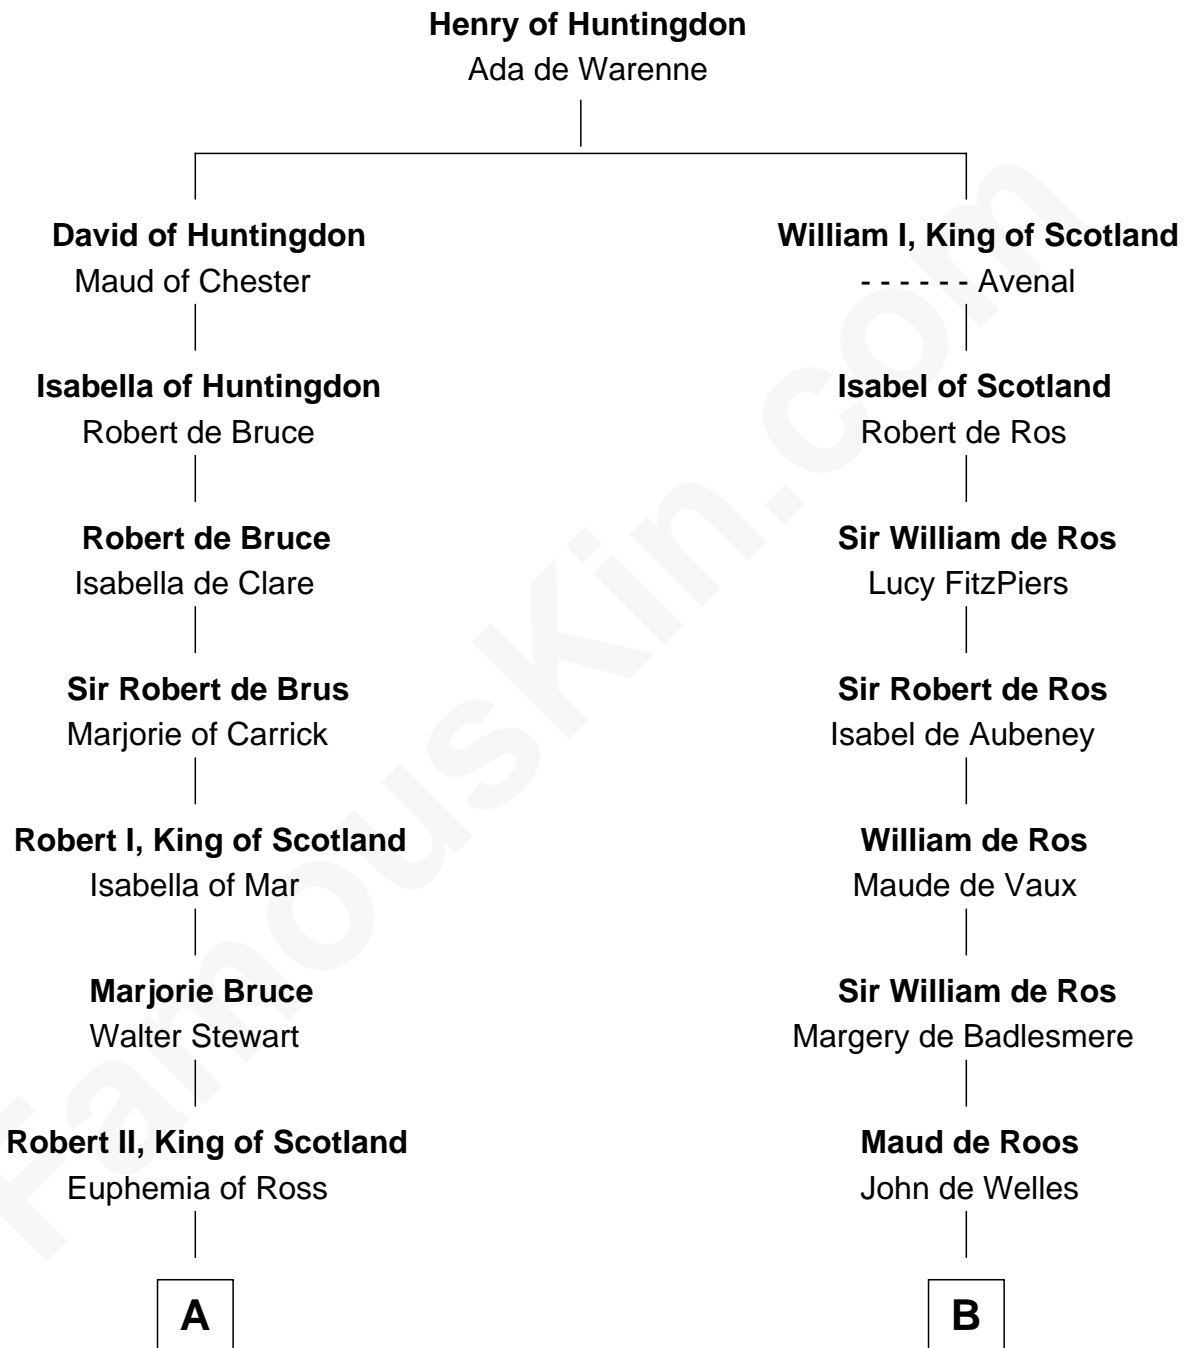 Henry of Huntingdon
Ada de Warenne
David of Huntingdon
Maud of Chester
Isabella of Huntingdon
Robert de Bruce
Robert de Bruce
Isabella de Clare
Sir Robert de Brus
Marjorie of Carrick
Robert I, King of Scotland
Isabella of Mar
Marjorie Bruce
Walter Stewart
Robert II, King of Scotland
Euphemia of Ross
A
William I, King of Scotland
- - - - - - Avenal
Isabel of Scotland
Robert de Ros
Sir William de Ros
Lucy FitzPiers
Sir Robert de Ros
Isabel de Aubeney
William de Ros
Maude de Vaux
Sir William de Ros
Margery de Badlesmere
Maud de Roos
John de Welles
B
FamousKin.com